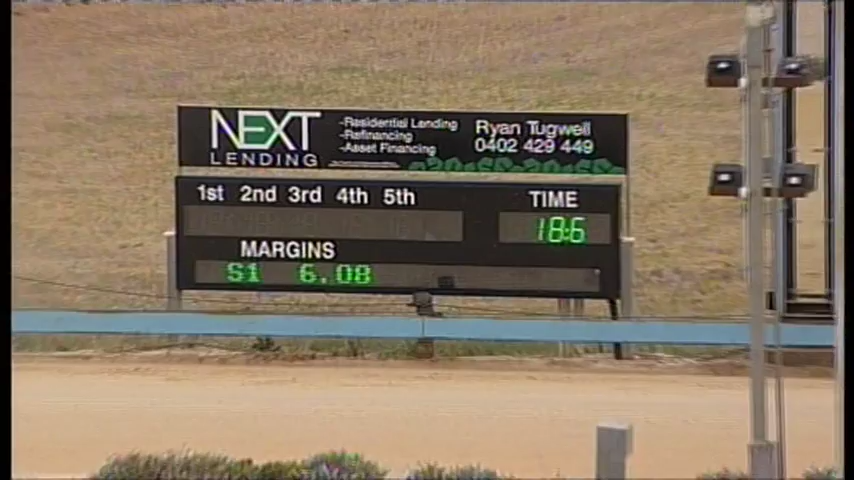 NEXT
LENDING
-Residential Lending
-Refinancing
-Asset Financing
Ryan Tugwell
0402 429 449
1st 2nd 3rd 4th 5th
TIME
18:6
MARGINS
S1 6.08